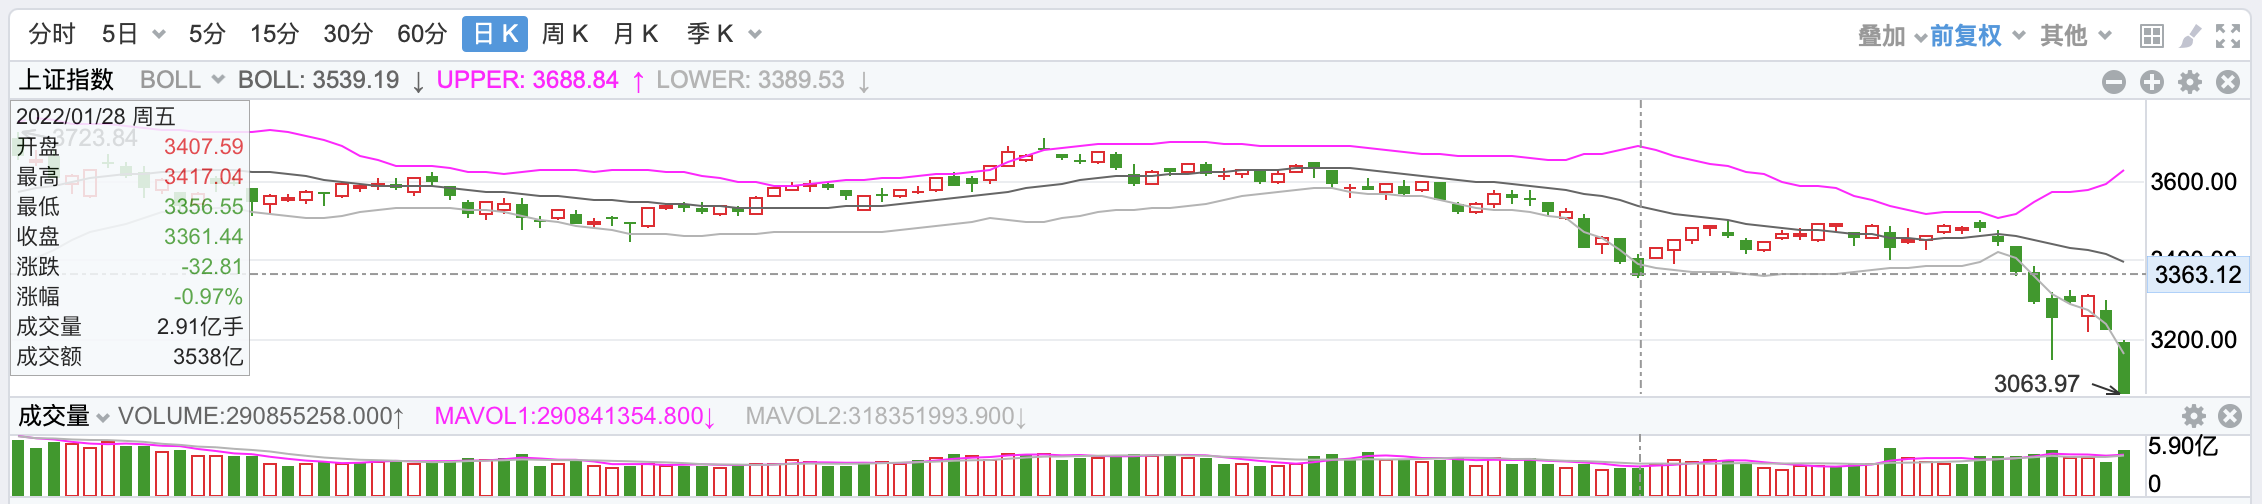 分时 5日 5分 15分 30分 60分 日K 周K 月K 季K 叠加 前复权 其他
上证指数 BOLL BOLL: 3539.19 ↓ UPPER: 3688.84 ↑ LOWER: 3389.53 ↓
2022/01/28 周五
3723.84
开盘 3407.59
最高 3417.04
最低 3356.55
收盘 3361.44
涨跌 -32.81
涨幅 -0.97%
成交量 2.91亿手
成交额 3538亿
3600.00
3400.00
3363.12
3200.00
3063.97
成交量 VOLUME:290855258.000↑ MAVOL1:290841354.800↓ MAVOL2:318351993.900↓
5.90亿
0